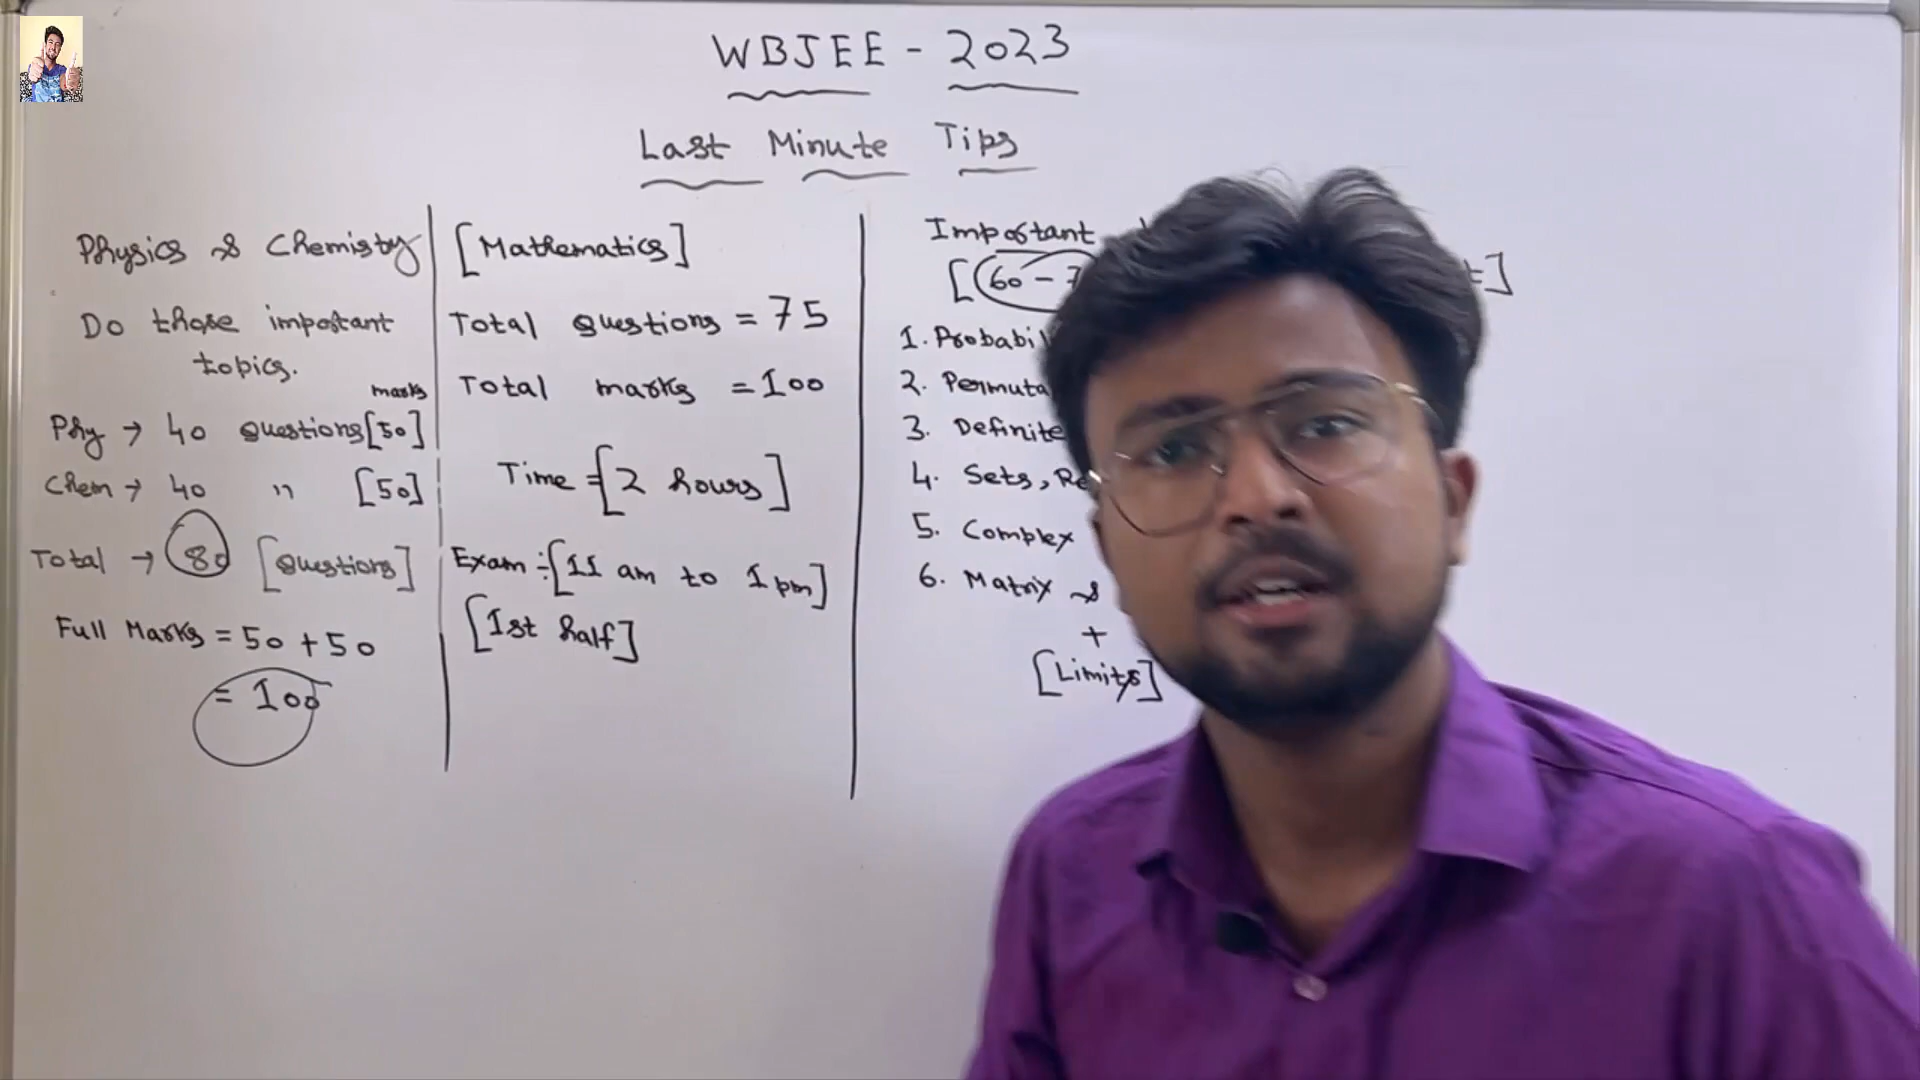 WBJEE - 2023
Last Minute Tips
Physics & Chemisty
Do those important
topics.
marks
Phy → 40 questions [50]
Chem → 40 " [50]
Total → 80 [Questions]
Full Marks = 50 + 50
= 100
[Mathematics]
Total questions = 75
Total marks = 100
Time = [2 hours]
Exam :- [11 am to 1 pm]
[1st half]
Important
[60 -
1. Probabi
2. Permuta
3. Definite
4. Sets, Re
5. Complex
6. Matrix &
+
[Limits]